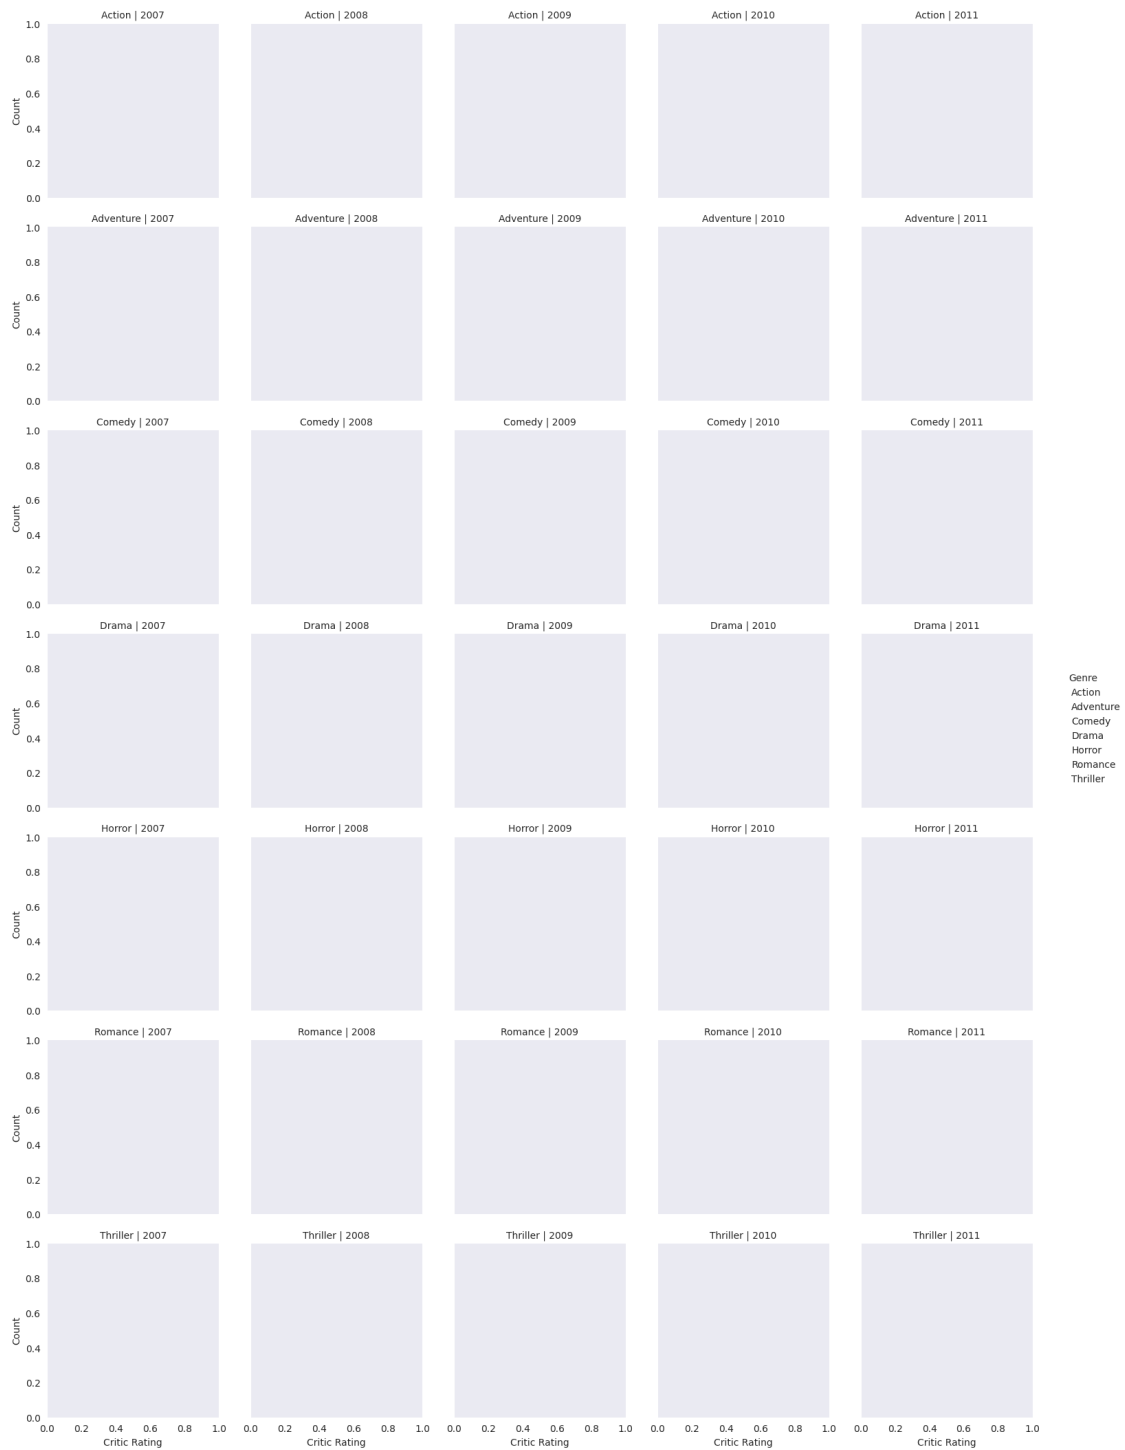 Action | 2007 Action | 2008 Action | 2009 Action | 2010 Action | 2011
1.0
0.8
0.6
Count
0.4
0.2
0.0
Adventure | 2007 Adventure | 2008 Adventure | 2009 Adventure | 2010 Adventure | 2011
1.0
0.8
0.6
Count
0.4
0.2
0.0
Comedy | 2007 Comedy | 2008 Comedy | 2009 Comedy | 2010 Comedy | 2011
1.0
0.8
0.6
Count
0.4
0.2
0.0
Drama | 2007 Drama | 2008 Drama | 2009 Drama | 2010 Drama | 2011
1.0
0.8
0.6
Count
0.4
0.2
0.0
Genre
Action
Adventure
Comedy
Drama
Horror
Romance
Thriller
Horror | 2007 Horror | 2008 Horror | 2009 Horror | 2010 Horror | 2011
1.0
0.8
0.6
Count
0.4
0.2
0.0
Romance | 2007 Romance | 2008 Romance | 2009 Romance | 2010 Romance | 2011
1.0
0.8
0.6
Count
0.4
0.2
0.0
Thriller | 2007 Thriller | 2008 Thriller | 2009 Thriller | 2010 Thriller | 2011
1.0
0.8
0.6
Count
0.4
0.2
0.0
0.0 0.2 0.4 0.6 0.8 1.0 0.0 0.2 0.4 0.6 0.8 1.0 0.0 0.2 0.4 0.6 0.8 1.0 0.0 0.2 0.4 0.6 0.8 1.0 0.0 0.2 0.4 0.6 0.8 1.0
Critic Rating Critic Rating Critic Rating Critic Rating Critic Rating